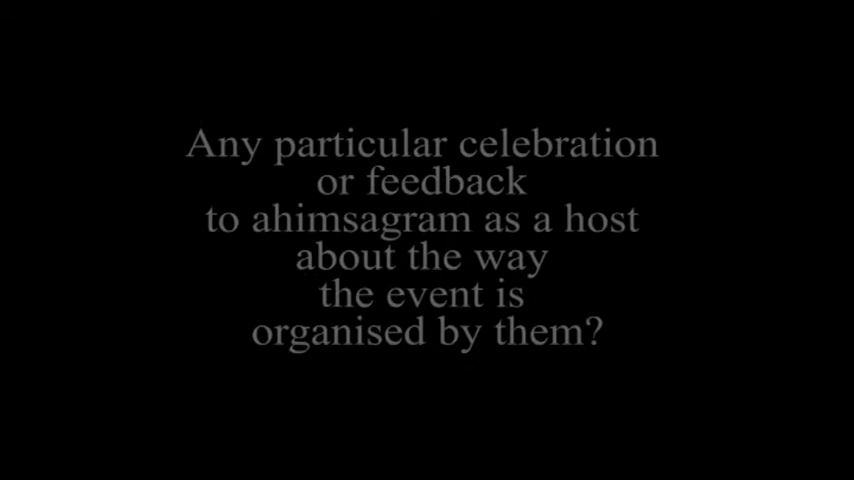 Any particular celebration
or feedback
to ahimsagram as a host
about the way
the event is
organised by them?